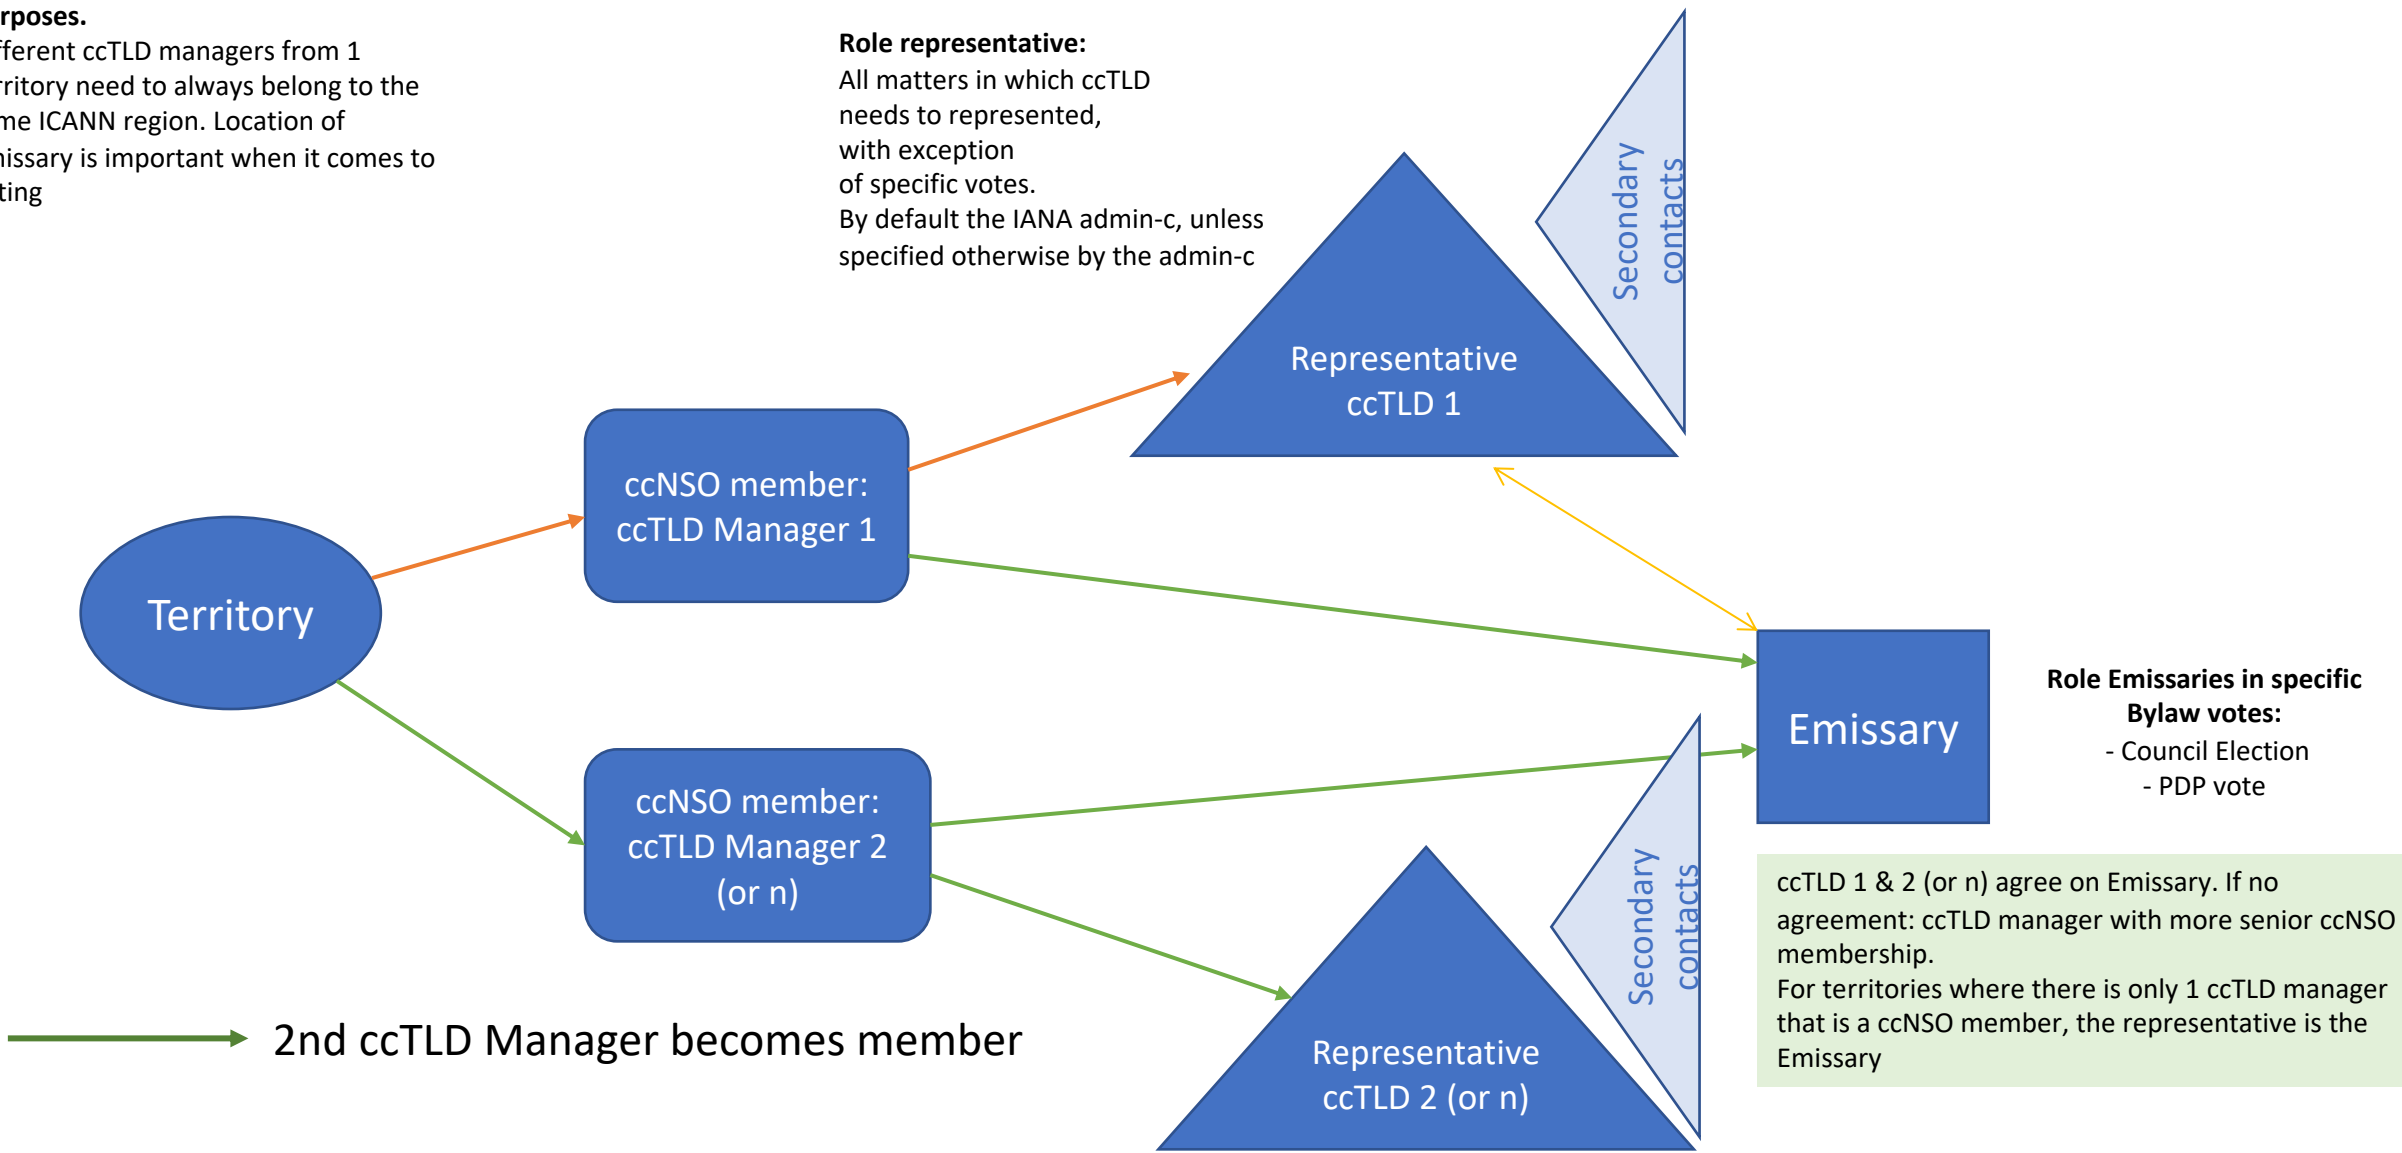 rposes.
fferent ccTLD managers from 1
rritory need to always belong to the
me ICANN region. Location of
missary is important when it comes to
ting
Role representative:
All matters in which ccTLD
needs to represented,
with exception
of specific votes.
By default the IANA admin-c, unless
specified otherwise by the admin-c
Secondary
contacts
Representative
ccTLD 1
ccNSO member:
ccTLD Manager 1
Territory
Emissary
Role Emissaries in specific
Bylaw votes:
- Council Election
- PDP vote
ccNSO member:
ccTLD Manager 2
(or n)
Secondary
contacts
ccTLD 1 & 2 (or n) agree on Emissary. If no
agreement: ccTLD manager with more senior ccNSO
membership.
For territories where there is only 1 ccTLD manager
that is a ccNSO member, the representative is the
Emissary
2nd ccTLD Manager becomes member
Representative
ccTLD 2 (or n)